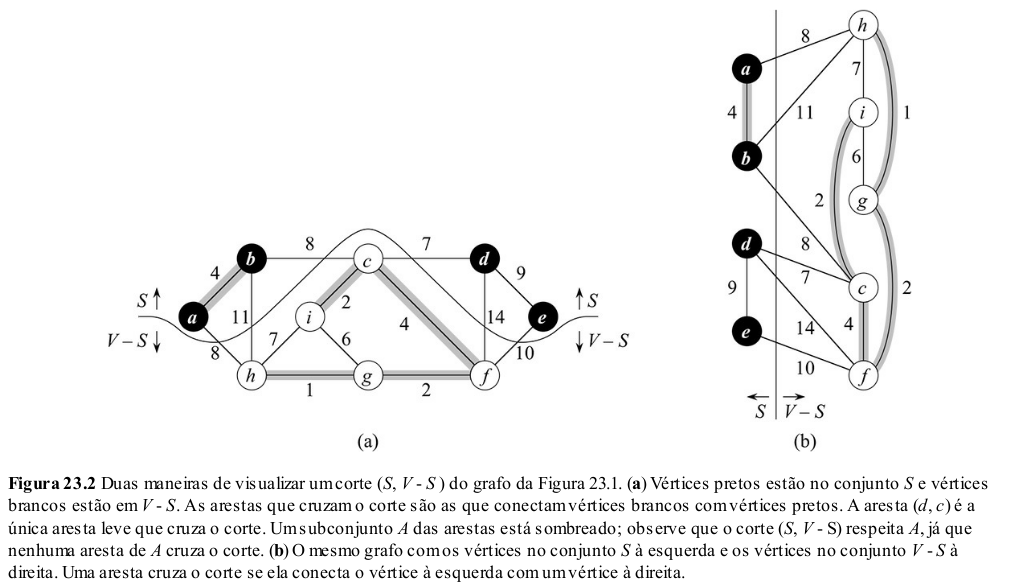 8
h
a
7
4
11
i
1
b
6
2
g
8
7
b
c
d
d
8
4
9
7
S
2
9
c
2
a
11
i
4
14
e
S
V – S
8
7
6
10
V – S
e
14
4
10
h
g
f
f
1
2
S
V – S
(a)
(b)
Figura 23.2 Duas maneiras de visualizar um corte (S, V - S ) do grafo da Figura 23.1. (a) Vértices pretos estão no conjunto S e vértices
brancos estão em V - S. As arestas que cruzam o corte são as que conectam vértices brancos com vértices pretos. A aresta (d, c) é a
única aresta leve que cruza o corte. Um subconjunto A das arestas está sombreado; observe que o corte (S, V - S) respeita A, já que
nenhuma aresta de A cruza o corte. (b) O mesmo grafo com os vértices no conjunto S à esquerda e os vértices no conjunto V - S à
direita. Uma aresta cruza o corte se ela conecta o vértice à esquerda com um vértice à direita.